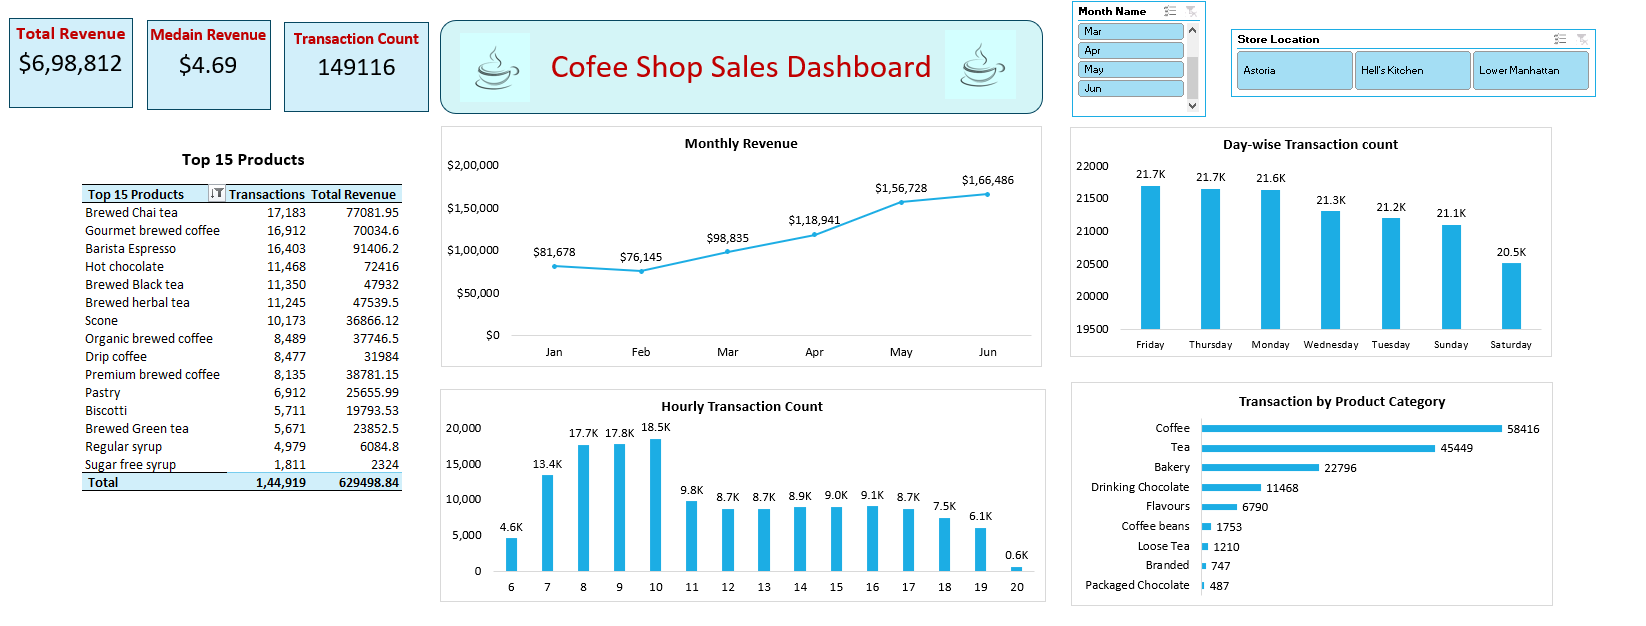 Total Revenue
$6,98,812
Medain Revenue
$4.69
Transaction Count
149116
Cofee Shop Sales Dashboard
Month Name
Mar
Apr
May
Jun
Store Location
Astoria
Hell's Kitchen
Lower Manhattan
Top 15 Products
Top 15 Products Transactions Total Revenue
Brewed Chai tea 17,183 77081.95
Gourmet brewed coffee 16,912 70034.6
Barista Espresso 16,403 91406.2
Hot chocolate 11,468 72416
Brewed Black tea 11,350 47932
Brewed herbal tea 11,245 47539.5
Scone 10,173 36866.12
Organic brewed coffee 8,489 37746.5
Drip coffee 8,477 31984
Premium brewed coffee 8,135 38781.15
Pastry 6,912 25655.99
Biscotti 5,711 19793.53
Brewed Green tea 5,671 23852.5
Regular syrup 4,979 6084.8
Sugar free syrup 1,811 2324
Total 1,44,919 629498.84
Monthly Revenue
$2,00,000
$1,50,000
$1,00,000
$50,000
$0
$81,678
$76,145
$98,835
$1,18,941
$1,56,728
$1,66,486
Jan Feb Mar Apr May Jun
Day-wise Transaction count
22000
21500
21000
20500
20000
19500
21.7K 21.7K 21.6K 21.3K 21.2K 21.1K 20.5K
Friday Thursday Monday Wednesday Tuesday Sunday Saturday
Hourly Transaction Count
20,000
15,000
10,000
5,000
0
4.6K 13.4K 17.7K 17.8K 18.5K 9.8K 8.7K 8.7K 8.9K 9.0K 9.1K 8.7K 7.5K 6.1K 0.6K
6 7 8 9 10 11 12 13 14 15 16 17 18 19 20
Transaction by Product Category
Coffee 58416
Tea 45449
Bakery 22796
Drinking Chocolate 11468
Flavours 6790
Coffee beans 1753
Loose Tea 1210
Branded 747
Packaged Chocolate 487